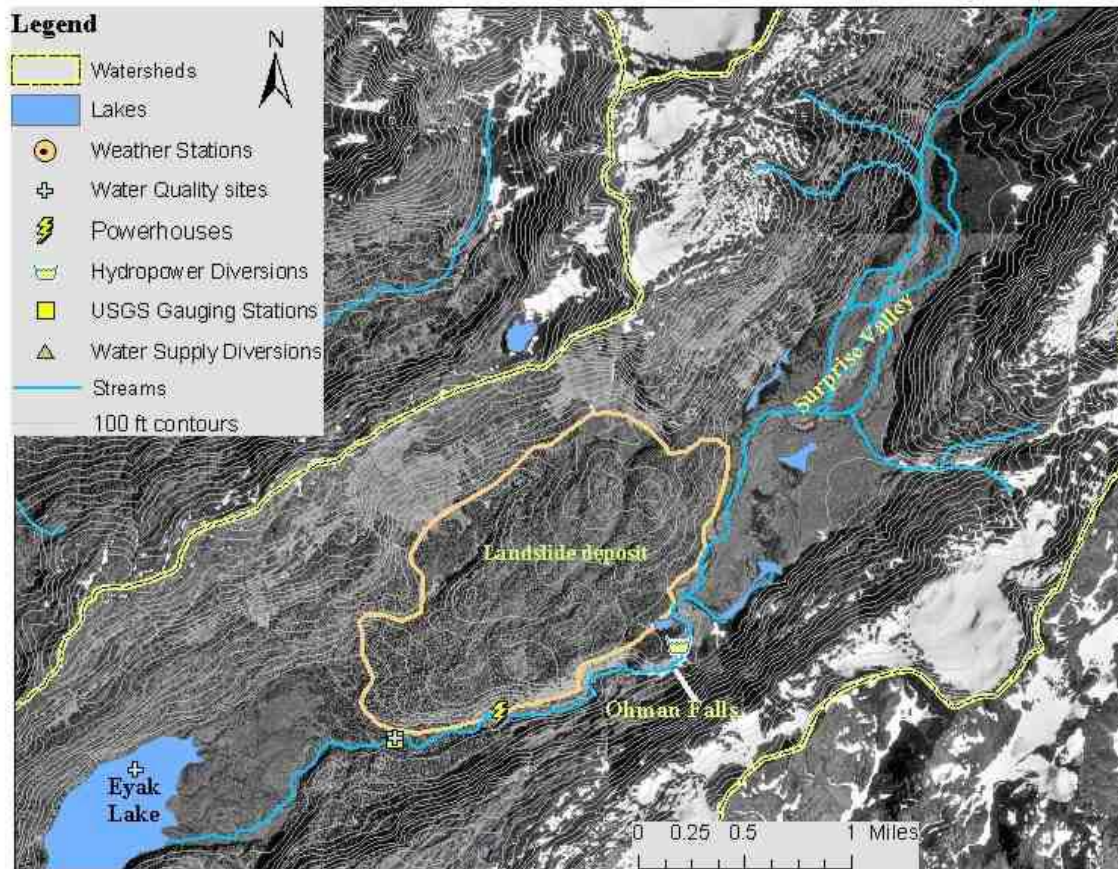 Legend
N
Watersheds
Lakes
Weather Stations
Water Quality sites
Powerhouses
Hydropower Diversions
USGS Gauging Stations
Water Supply Diversions
Streams
100 ft contours
Surprise Valley
Landslide deposit
Ohman Falls
Eyak
Lake
0 0.25 0.5 1 Miles